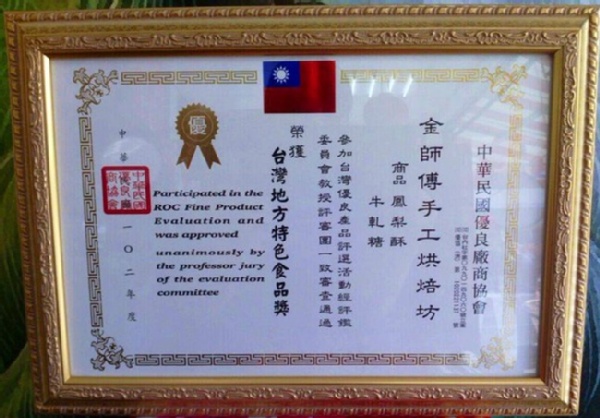 中華民國優良廠商協會
金師傅手工烘焙坊
商品 鳳梨酥
牛軋糖
參加台灣優良產品評選活動經評鑑
委員會教授評審團一致審查通過
榮獲
台灣地方特色食品獎
優
Participated in the
ROC Fine Product
Evaluation and
was approved
unanimously by
the professor jury
of the evaluation
committee
中華
一〇二年度